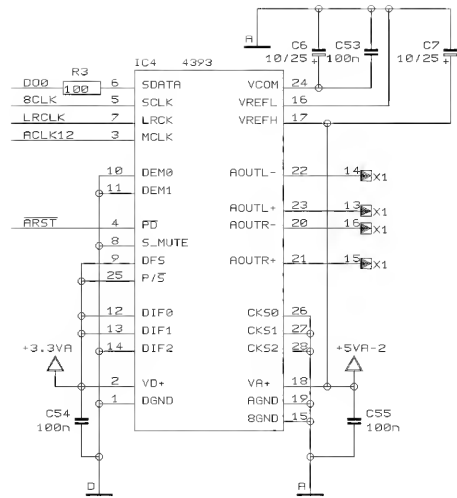 A
IC4 4393
C6 C53 C7
10/25 100n 10/25
+ +
R3
DO0 100 6 SDATA VCOM 24
8CLK 5 SCLK VREFL 16
LRCLK 7 LRCK VREFH 17
ACLK12 3 MCLK
10 DEM0 AOUTL- 22 14 X1
11 DEM1
AOUTL+ 23 13 X1
ARST 4 PD AOUTR- 20 16 X1
8 S_MUTE
9 DFS AOUTR+ 21 15 X1
25 P/S
12 DIF0 CKS0 26
13 DIF1 CKS1 27
14 DIF2 CKS2 28
+3.3VA +5VA-2
2 VD+ VA+ 18
1 DGND AGND 19
8GND 15
C54 C55
100n 100n
D A